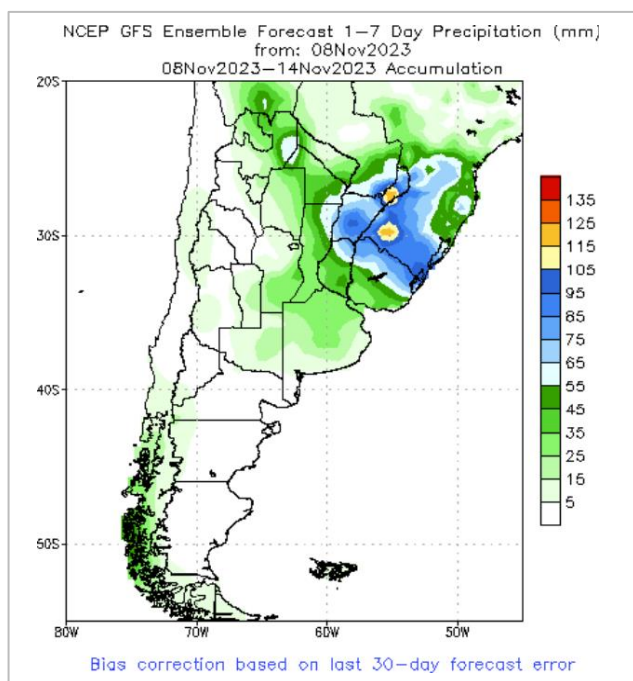 NCEP GFS Ensemble Forecast 1-7 Day Precipitation (mm)
from: 08Nov2023
08Nov2023-14Nov2023 Accumulation
20S
30S
40S
50S
80W
70W
60W
50W
135
125
115
105
95
85
75
65
55
45
35
25
15
5
Bias correction based on last 30-day forecast error